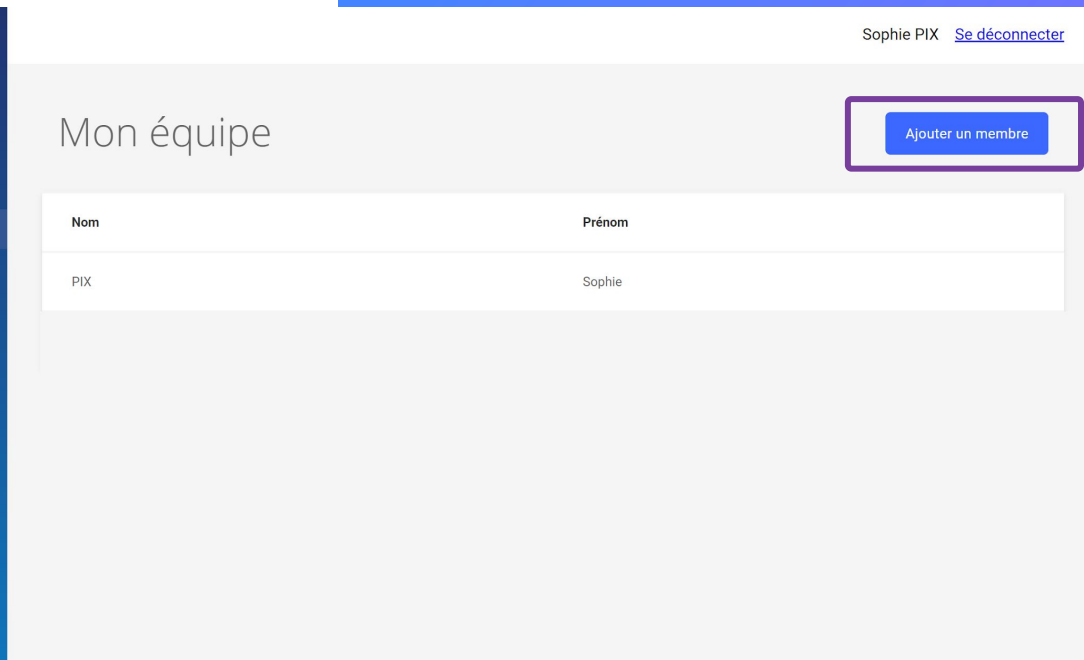 Sophie PIX Se déconnecter
Mon équipe
Ajouter un membre
Nom Prénom
PIX Sophie